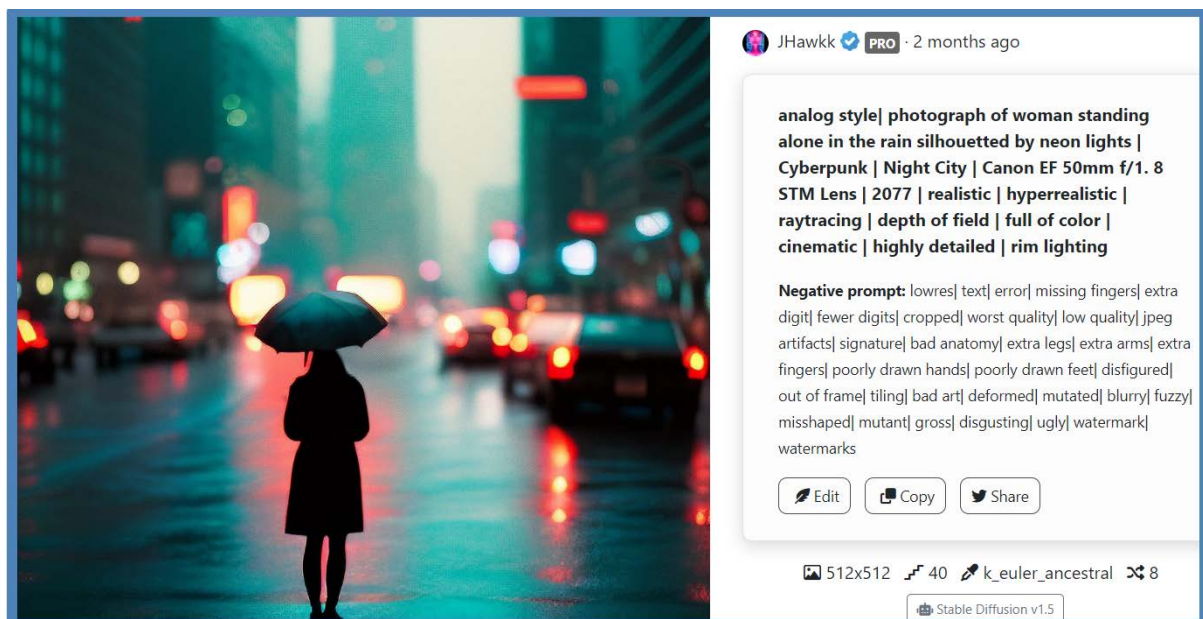 JHawkk PRO · 2 months ago
analog style| photograph of woman standing
alone in the rain silhouetted by neon lights |
Cyberpunk | Night City | Canon EF 50mm f/1. 8
STM Lens | 2077 | realistic | hyperrealistic |
raytracing | depth of field | full of color |
cinematic | highly detailed | rim lighting
Negative prompt: lowres| text| error| missing fingers| extra
digit| fewer digits| cropped| worst quality| low quality| jpeg
artifacts| signature| bad anatomy| extra legs| extra arms| extra
fingers| poorly drawn hands| poorly drawn feet| disfigured|
out of frame| tiling| bad art| deformed| mutated| blurry| fuzzy|
misshaped| mutant| gross| disgusting| ugly| watermark|
watermarks
Edit Copy Share
512x512 40 k_euler_ancestral 8
Stable Diffusion v1.5